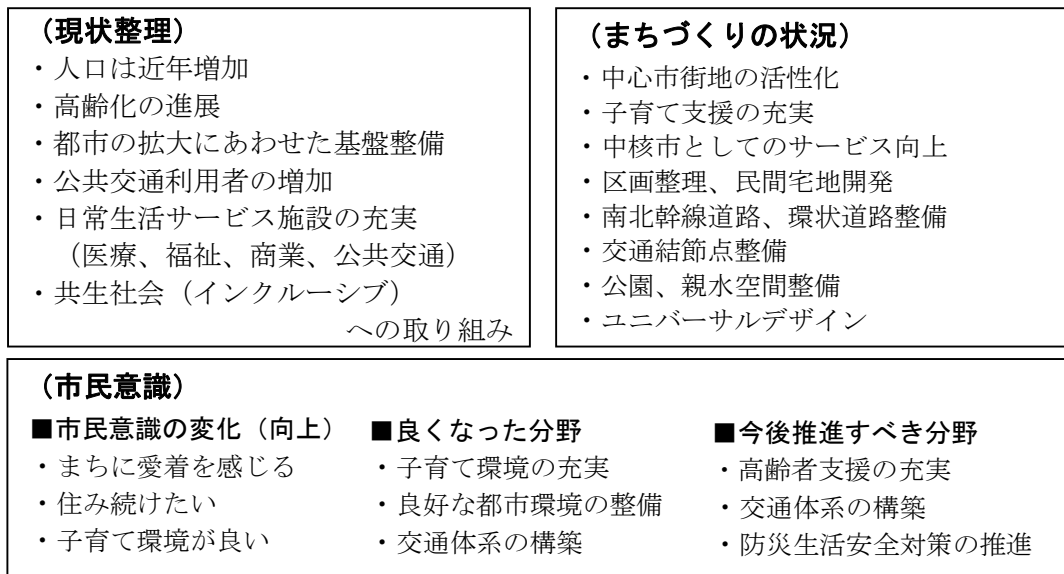 （現状整理）
・人口は近年増加
・高齢化の進展
・都市の拡大にあわせた基盤整備
・公共交通利用者の増加
・日常生活サービス施設の充実
（医療、福祉、商業、公共交通）
・共生社会（インクルーシブ）
への取り組み
（まちづくりの状況）
・中心市街地の活性化
・子育て支援の充実
・中核市としてのサービス向上
・区画整理、民間宅地開発
・南北幹線道路、環状道路整備
・交通結節点整備
・公園、親水空間整備
・ユニバーサルデザイン
（市民意識）
■市民意識の変化（向上）
・まちに愛着を感じる
・住み続けたい
・子育て環境が良い
■良くなった分野
・子育て環境の充実
・良好な都市環境の整備
・交通体系の構築
■今後推進すべき分野
・高齢者支援の充実
・交通体系の構築
・防災生活安全対策の推進